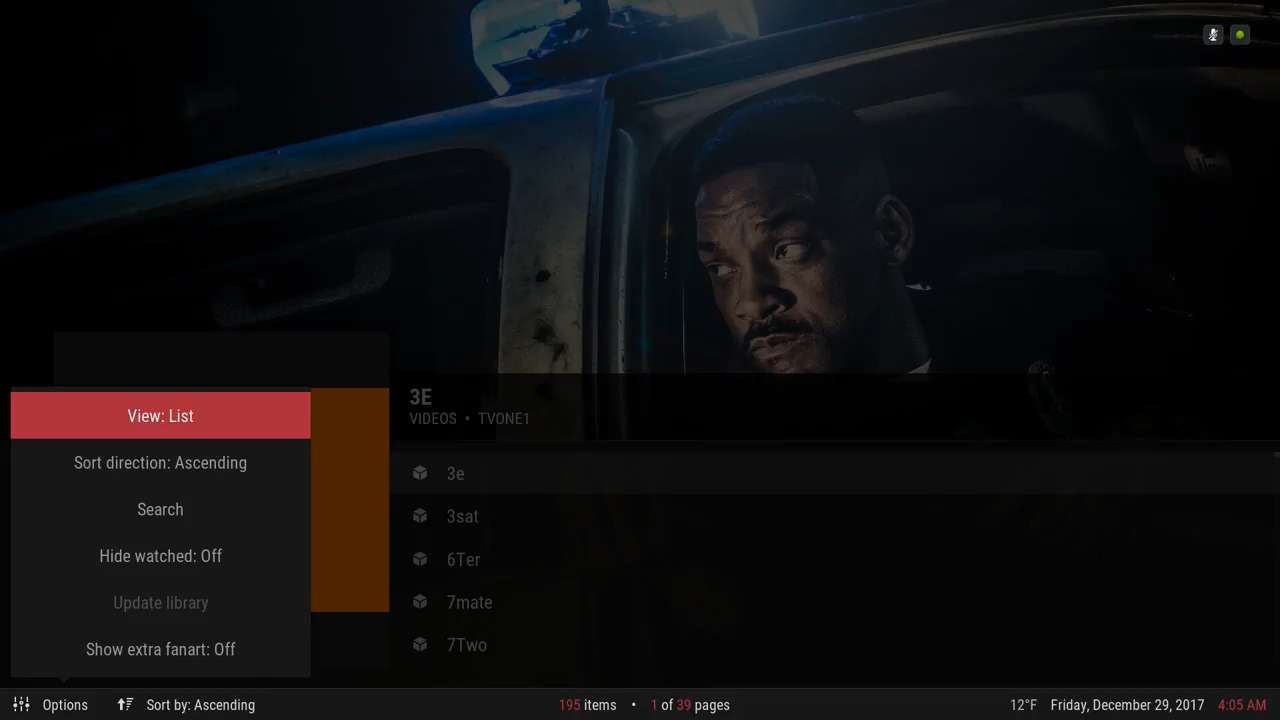 View: List
Sort direction: Ascending
Search
Hide watched: Off
Update library
Show extra fanart: Off
3E
VIDEOS • TVONE1
3e
3sat
6Ter
7mate
7Two
Options
Sort by: Ascending
195 items • 1 of 39 pages
12°F Friday, December 29, 2017 4:05 AM